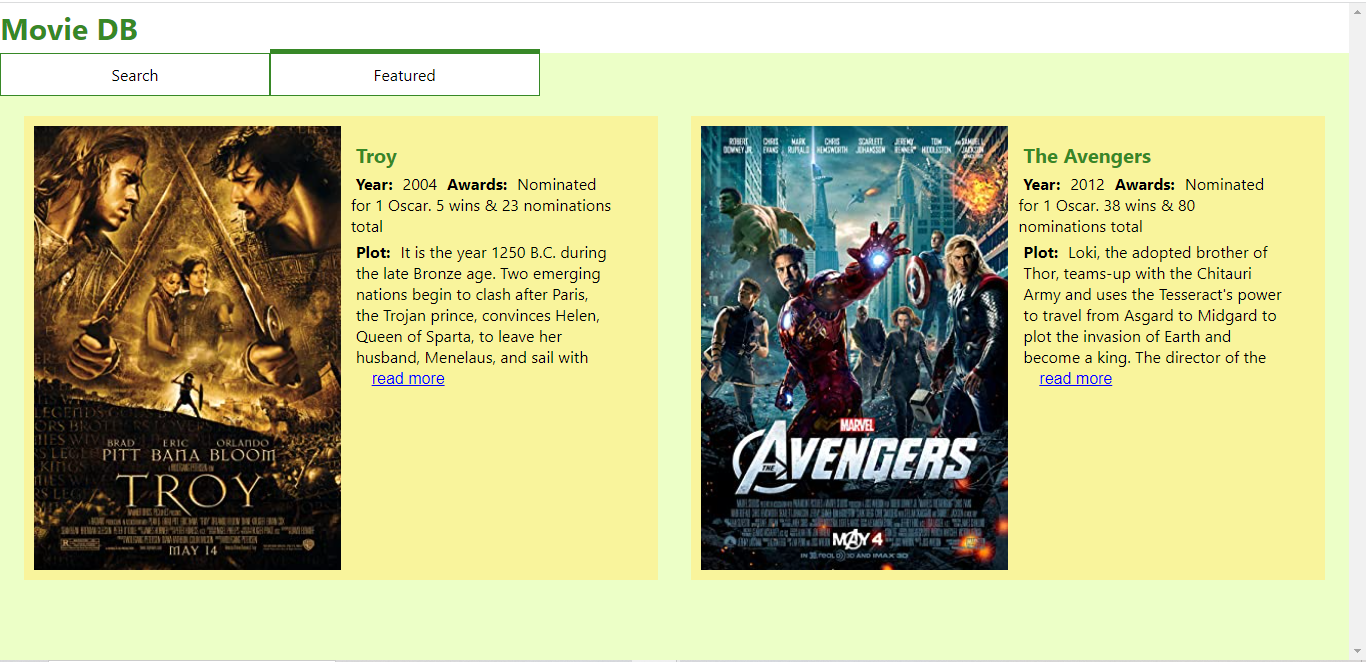 Movie DB
Search
Featured
Troy
Year: 2004 Awards: Nominated
for 1 Oscar. 5 wins & 23 nominations
total
Plot: It is the year 1250 B.C. during
the late Bronze age. Two emerging
nations begin to clash after Paris,
the Trojan prince, convinces Helen,
Queen of Sparta, to leave her
husband, Menelaus, and sail with
read more
BRAD ERIC ORLANDO
PITT BANA BLOOM
TROY
MAY 14
The Avengers
Year: 2012 Awards: Nominated
for 1 Oscar. 38 wins & 80
nominations total
Plot: Loki, the adopted brother of
Thor, teams-up with the Chitauri
Army and uses the Tesseract's power
to travel from Asgard to Midgard to
plot the invasion of Earth and
become a king. The director of the
read more
ROBERT CHRIS MARK CHRIS SCARLETT JEREMY TOM
DOWNEY JR. EVANS RUFFALO HEMSWORTH JOHANSSON RENNER HIDDLESTON
MARVEL
THE AVENGERS
MAY 4